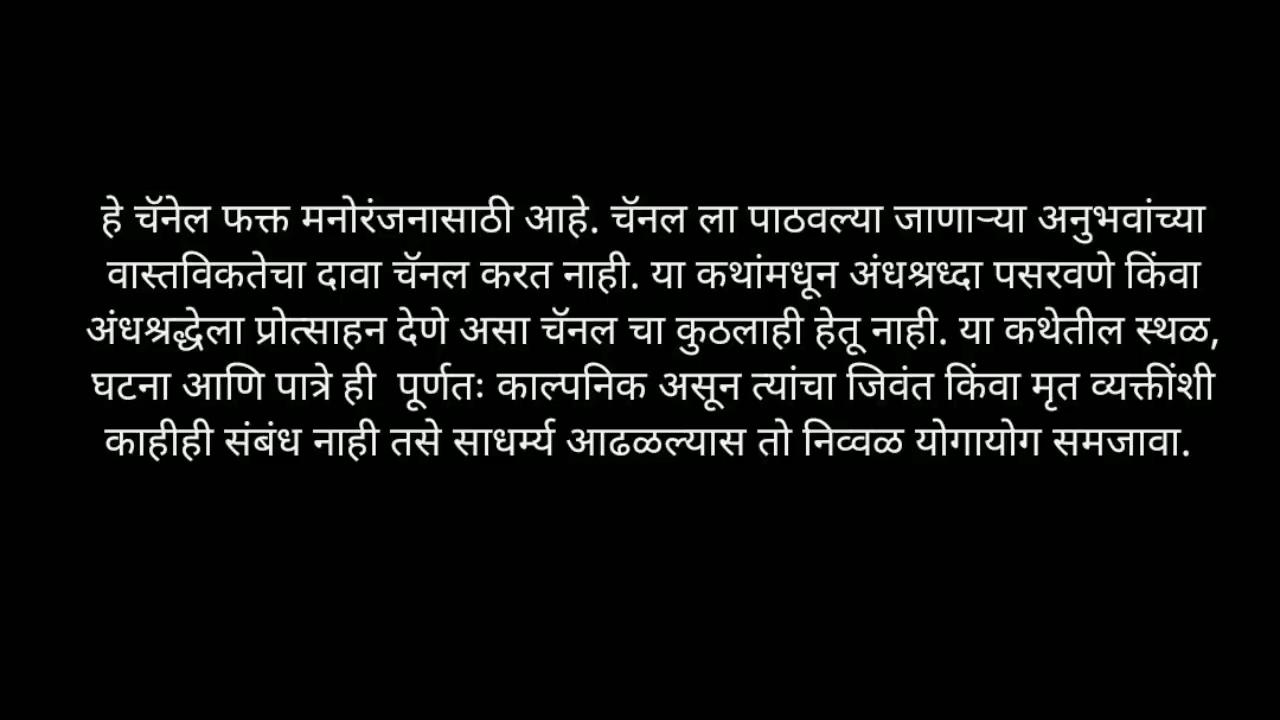 हे चॅनेल फक्त मनोरंजनासाठी आहे. चॅनल ला पाठवल्या जाणाऱ्या अनुभवांच्या
वास्तविकतेचा दावा चॅनल करत नाही. या कथांमधून अंधश्रध्दा पसरवणे किंवा
अंधश्रद्धेला प्रोत्साहन देणे असा चॅनल चा कुठलाही हेतू नाही. या कथेतील स्थळ,
घटना आणि पात्रे ही  पूर्णतः काल्पनिक असून त्यांचा जिवंत किंवा मृत व्यक्तींशी
काहीही संबंध नाही तसे साधर्म्य आढळल्यास तो निव्वळ योगायोग समजावा.